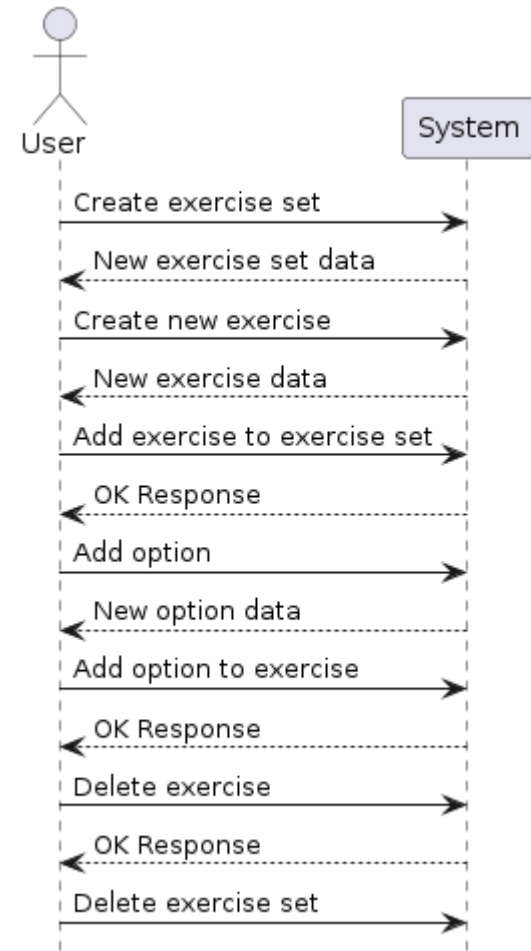 User
System
Create exercise set
New exercise set data
Create new exercise
New exercise data
Add exercise to exercise set
OK Response
Add option
New option data
Add option to exercise
OK Response
Delete exercise
OK Response
Delete exercise set